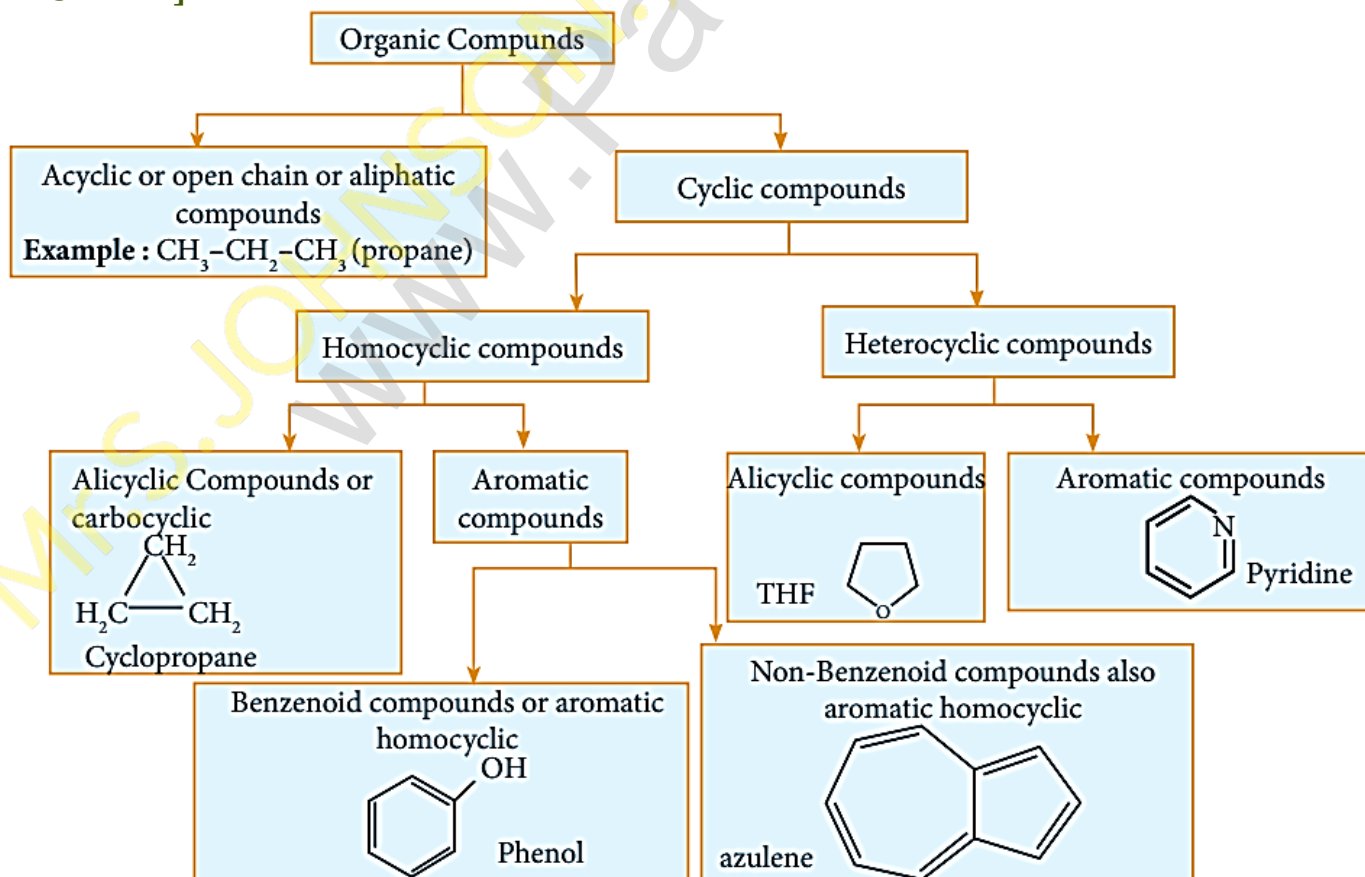 Organic Compunds
Acyclic or open chain or aliphatic
compounds
Example : CH₃–CH₂–CH₃ (propane)
Cyclic compounds
Homocyclic compounds
Heterocyclic compounds
Alicyclic Compounds or
carbocyclic
CH₂
H₂C CH₂
Cyclopropane
Aromatic
compounds
Alicyclic compounds
THF
O
Aromatic compounds
N
Pyridine
Benzenoid compounds or aromatic
homocyclic
OH
Phenol
Non-Benzenoid compounds also
aromatic homocyclic
azulene
Mrs.JOHNSON.
www.Pa